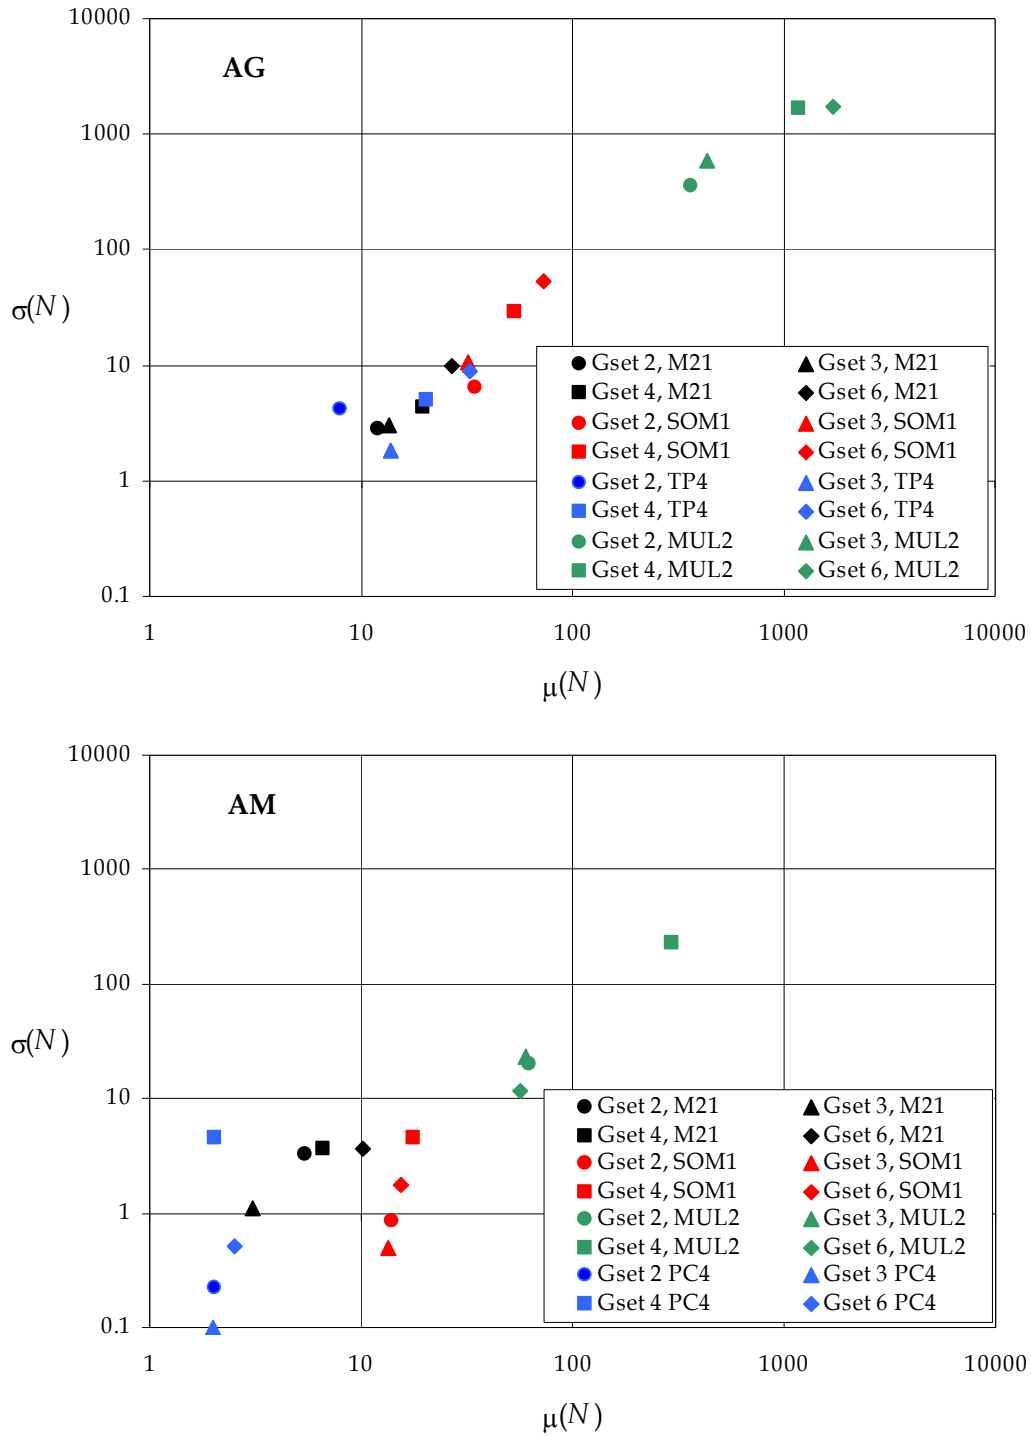 10000
AG
1000
100
σ(N)
10
1
0.1
Gset 2, M21 Gset 3, M21
Gset 4, M21 Gset 6, M21
Gset 2, SOM1 Gset 3, SOM1
Gset 4, SOM1 Gset 6, SOM1
Gset 2, TP4 Gset 3, TP4
Gset 4, TP4 Gset 6, TP4
Gset 2, MUL2 Gset 3, MUL2
Gset 4, MUL2 Gset 6, MUL2
1 10 100 1000 10000
μ(N)
10000
AM
1000
100
σ(N)
10
1
0.1
Gset 2, M21 Gset 3, M21
Gset 4, M21 Gset 6, M21
Gset 2, SOM1 Gset 3, SOM1
Gset 4, SOM1 Gset 6, SOM1
Gset 2, MUL2 Gset 3, MUL2
Gset 4, MUL2 Gset 6, MUL2
Gset 2 PC4 Gset 3 PC4
Gset 4 PC4 Gset 6 PC4
1 10 100 1000 10000
μ(N)